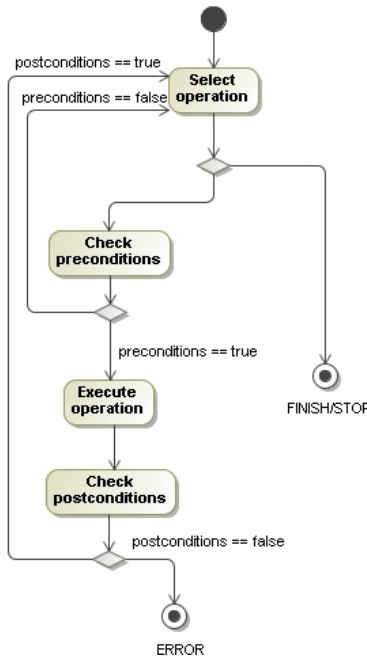 postconditions == true
Select
operation
preconditions == false
Check
preconditions
preconditions == true
Execute
operation
FINISH/STOP
Check
postconditions
postconditions == false
ERROR